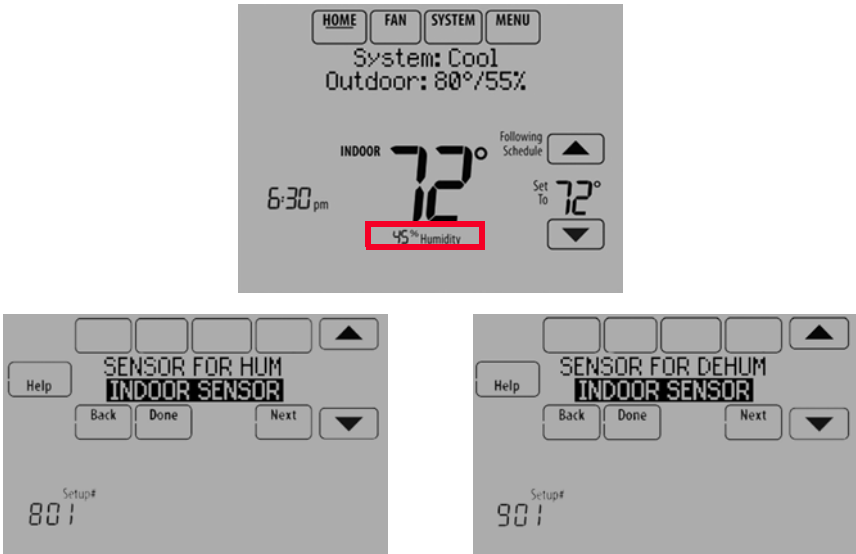 HOME FAN SYSTEM MENU
System: Cool
Outdoor: 80°/55%
INDOOR 72°
Following
Schedule
6:30 pm
Set
To 72°
45% Humidity
SENSOR FOR HUM
INDOOR SENSOR
Help
Back Done Next
Setup#
801
SENSOR FOR DEHUM
INDOOR SENSOR
Help
Back Done Next
Setup#
901